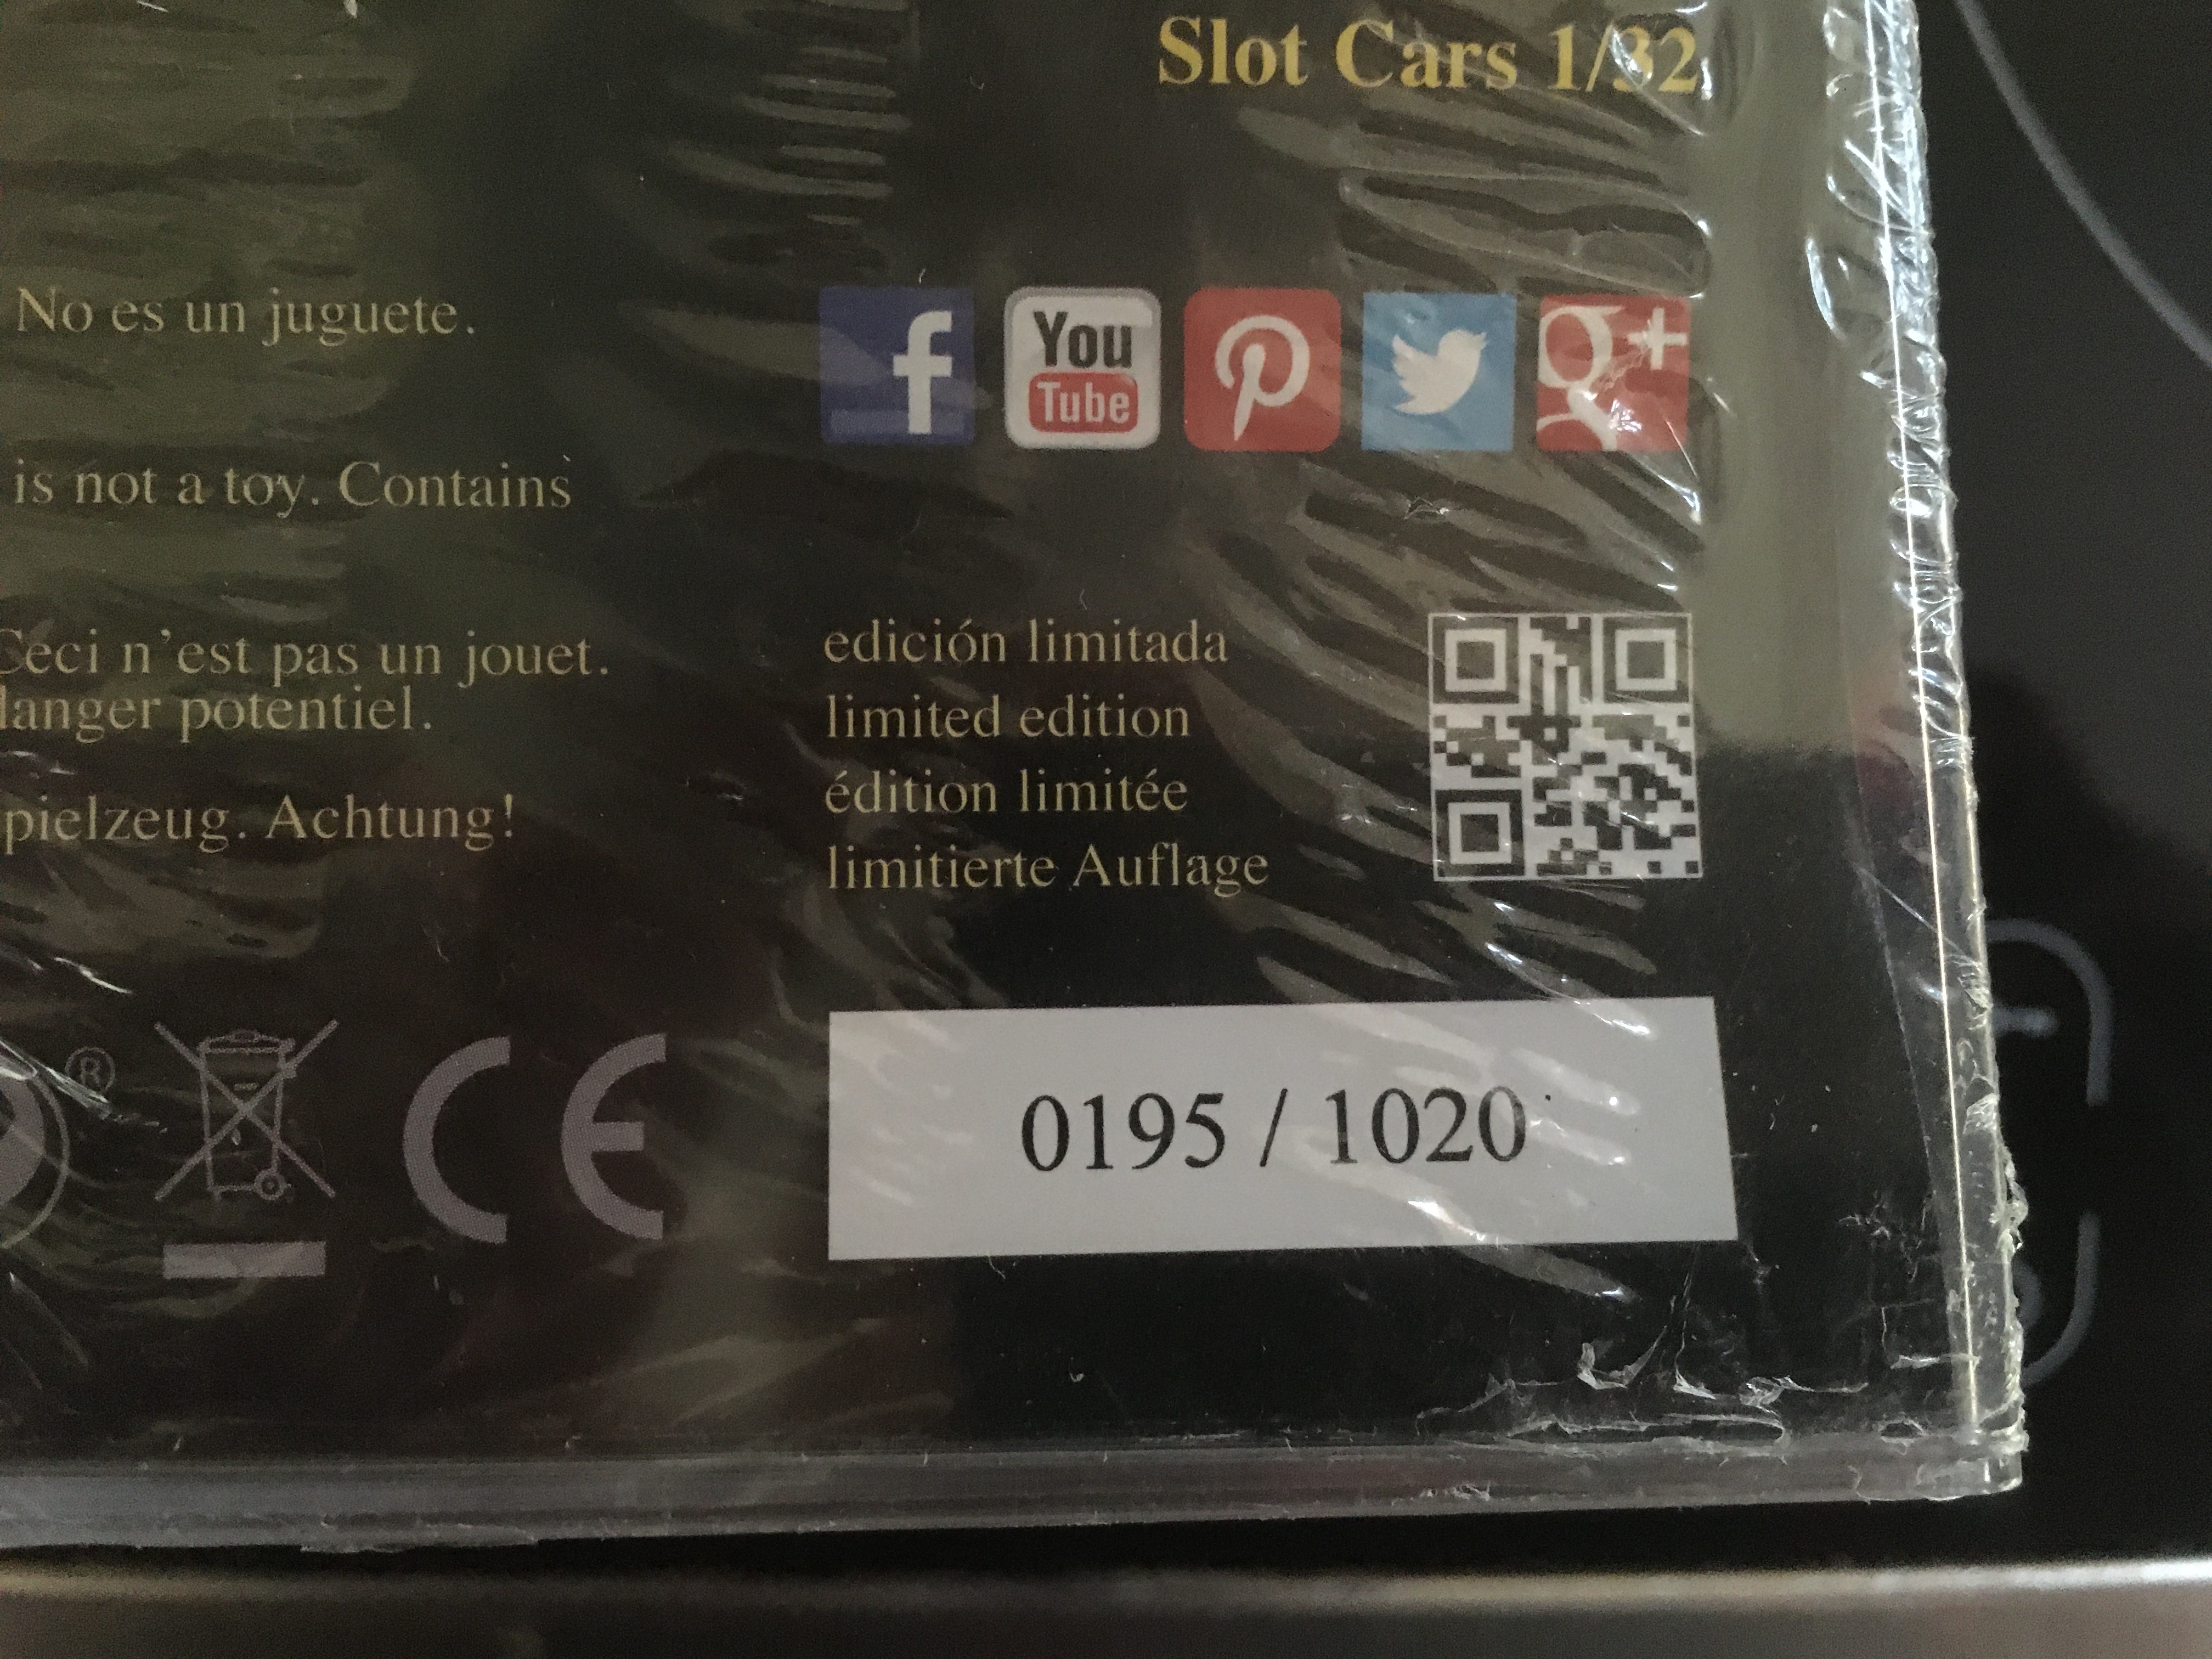 Slot Cars 1/32
No es un juguete.
f
You
Tube
g+
is not a toy. Contains
Ceci n'est pas un jouet.
danger potentiel.
pielzeug. Achtung!
edición limitada
limited edition
édition limitée
limitierte Auflage
®
CE
0195 / 1020